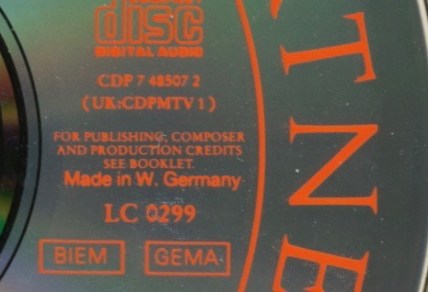 disc
DIGITAL AUDIO
CDP 7 48507 2
(UK:CDPMTV 1)
FOR PUBLISHING, COMPOSER
AND PRODUCTION CREDITS
SEE BOOKLET.
Made in W. Germany
LC 0299
BIEM GEMA
TNE